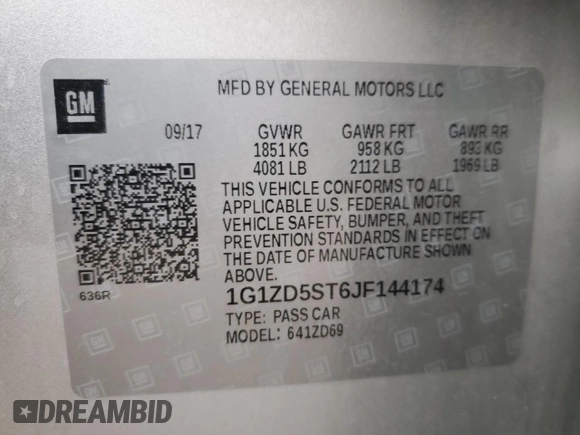 GM
MFD BY GENERAL MOTORS LLC
09/17 GVWR GAWR FRT GAWR RR
1851 KG 958 KG 893 KG
4081 LB 2112 LB 1969 LB
THIS VEHICLE CONFORMS TO ALL
APPLICABLE U.S. FEDERAL MOTOR
VEHICLE SAFETY, BUMPER, AND THEFT
PREVENTION STANDARDS IN EFFECT ON
THE DATE OF MANUFACTURE SHOWN
ABOVE.
636R
1G1ZD5ST6JF144174
TYPE: PASS CAR
MODEL: 641ZD69
DREAMBID